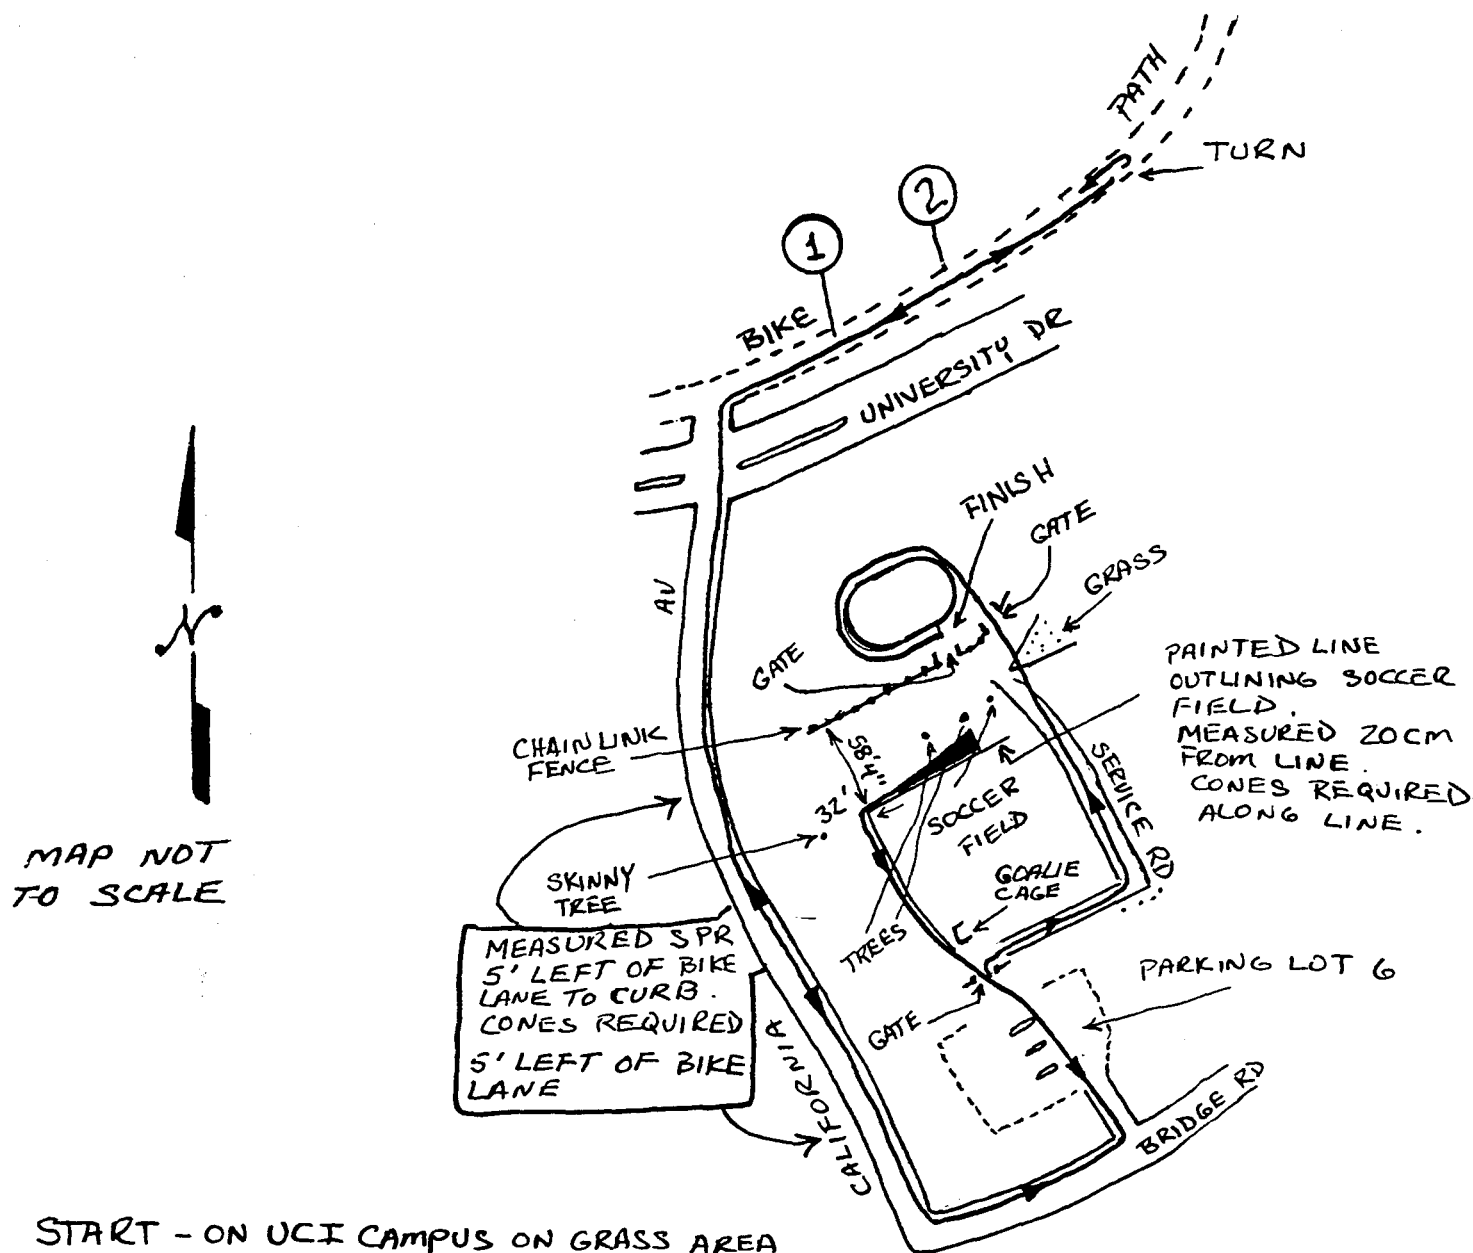 PATH
TURN
2
1
BIKE
UNIVERSITY DR
FINISH
GATE
GRASS
AV
N
GATE
PAINTED LINE
OUTLINING SOCCER
FIELD.
MEASURED 20CM
FROM LINE.
CONES REQUIRED
ALONG LINE.
CHAIN LINK
FENCE
58'4"
32'
SOCCER
FIELD
SERVICE RD
MAP NOT
TO SCALE
SKINNY
TREE
GOALIE
CAGE
TREES
MEASURED SPR
5' LEFT OF BIKE
LANE TO CURB.
CONES REQUIRED
5' LEFT OF BIKE
LANE
PARKING LOT 6
GATE
CALIFORNIA
BRIDGE RD
START - ON UCI CAMPUS ON GRASS AREA